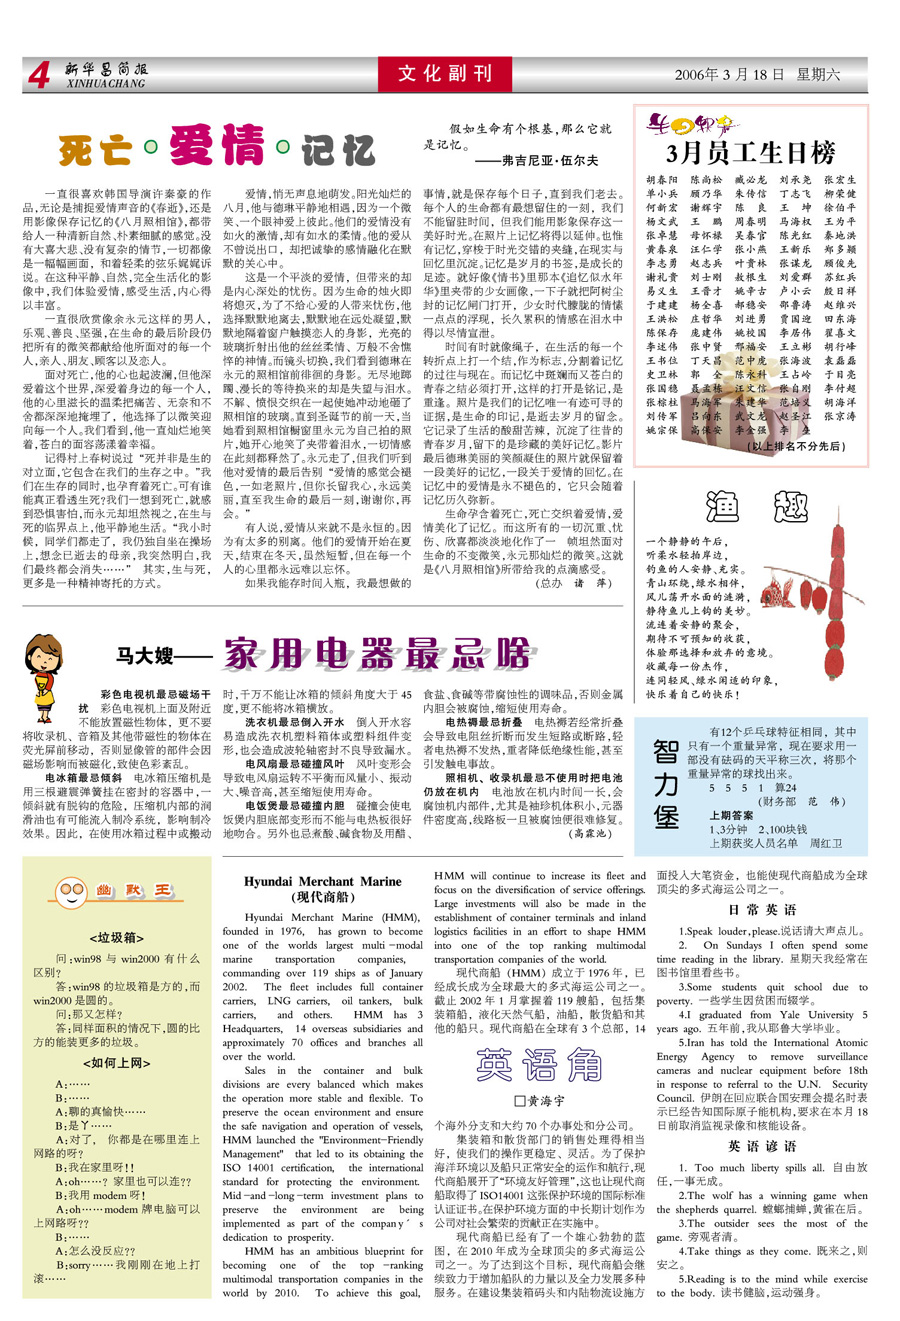 4
新华昌简报
XINHUACHANG
文化副刊
2006年 3 月 18 日 星期六
死亡·爱情·记忆
假如生命有个根基,那么它就
是记忆。
——弗吉尼亚·伍尔夫
一直很喜欢韩国导演许秦豪的作
品,无论是捕捉爱情声音的《春逝》,还是
用影像保存记忆的《八月照相馆》,都带
给人一种清新自然、朴素细腻的感觉。没
有大喜大悲、没有复杂的情节,一切都像
是一幅幅画面，和着轻柔的弦乐娓娓诉
说。在这种平静、自然,完全生活化的影
像中,我们体验爱情,感受生活,内心得
以丰富。
一直很欣赏像余永元这样的男人,
乐观、善良、坚强,在生命的最后阶段仍
把所有的微笑都献给他所面对的每一个
人,亲人、朋友、顾客以及恋人。
面对死亡,他的心也起波澜,但他深
爱着这个世界,深爱着身边的每一个人,
他的心里滋长的温柔把痛苦、无奈和不
舍都深深地掩埋了，他选择了以微笑迎
向每一个人。我们看到,他一直灿烂地笑
着,苍白的面容荡漾着幸福。
记得村上春树说过“死并非是生的
对立面,它包含在我们的生存之中。”我
们在生存的同时,也孕育着死亡。可有谁
能真正看透生死?我们一想到死亡,就感
到恐惧害怕,而永元却坦然视之,在生与
死的临界点上,他平静地生活。“我小时
侯，同学们都走了，我仍独自坐在操场
上,想念已逝去的母亲,我突然明白,我
们最终都会消失……” 其实,生与死,
更多是一种精神寄托的方式。
爱情,悄无声息地萌发。阳光灿烂的
八月,他与德琳平静地相遇,因为一个微
笑、一个眼神爱上彼此。他们的爱情没有
如火的激情,却有如水的柔情。他的爱从
不曾说出口，却把诚挚的感情融化在默
默的关心中。
这是一个平淡的爱情，但带来的却
是内心深处的忧伤。因为生命的烛火即
将熄灭,为了不给心爱的人带来忧伤,他
选择默默地离去,默默地在远处凝望,默
默地隔着窗户触摸恋人的身影，光亮的
玻璃折射出他的丝丝柔情、万般不舍憔
悴的神情。而镜头切换,我们看到德琳在
永元的照相馆前徘徊的身影。无尽地踯
躅、漫长的等待换来的却是失望与泪水。
不解、愤恨交织在一起使她冲动地砸了
照相馆的玻璃。直到圣诞节的前一天,当
她看到照相馆橱窗里永元为自己拍的照
片,她开心地笑了夹带着泪水,一切情感
在此刻都释然了。永元走了,但我们听到
他对爱情的最后告别“爱情的感觉会褪
色,一如老照片,但你长留我心,永远美
丽,直至我生命的最后一刻,谢谢你,再
会。”
有人说,爱情从来就不是永恒的。因
为有太多的别离。他们的爱情开始在夏
天,结束在冬天,虽然短暂,但在每一个
人的心里都永远难以忘怀。
如果我能存时间入瓶，我最想做的
事情,就是保存每个日子,直到我们老去。
每个人的生命都有最想留住的一刻，我们
不能留驻时间，但我们能用影象保存这一
美好时光。在照片上记忆将得以延伸。也惟
有记忆,穿梭于时光交错的夹缝,在现实与
回忆里沉淀。记忆是岁月的书签,是成长的
足迹。就好像《情书》里那本《追忆似水年
华》里夹带的少女画像,一下子就把阿树尘
封的记忆闸门打开，少女时代朦胧的情愫
一点点的浮现，长久累积的情感在泪水中
得以尽情宣泄。
时间有时就像绳子，在生活的每一个
转折点上打一个结,作为标志,分割着记忆
的过往与现在。而记忆中斑斓而又苍白的
青春之结必须打开,这样的打开是铭记,是
重逢。照片是我们的记忆唯一有迹可寻的
证据,是生命的印记,是逝去岁月的留念。
它记录了生活的酸甜苦辣，沉淀了往昔的
青春岁月,留下的是珍藏的美好记忆。影片
最后德琳美丽的笑颜凝住的照片就保留着
一段美好的记忆,一段关于爱情的回忆。在
记忆中的爱情是永不褪色的，它只会随着
记忆历久弥新。
生命孕含着死亡,死亡交织着爱情,爱
情美化了记忆。而这所有的一切沉重、忧
伤、欣喜都淡淡地化作了一　帧坦然面对
生命的不变微笑,永元那灿烂的微笑。这就
是《八月照相馆》所带给我的点滴感受。
(总办 诸 萍)
3月员工生日榜
胡春阳 陈尚松 臧必龙 刘承尧 张宏生
单小兵 顾乃华 朱传信 丁志飞 柳荣健
何新宏 谢辉宇 陈 良 王 坤 徐伯平
杨文武 王 鹏 周春明 马海权 王为平
张卓慧 母怀禄 吴春宏 陈光红 秦地洪
黄春泉 汪仁学 张小燕 王新乐 郑多颖
李志勇 赵志兵 叶贵林 张谋龙 顾俊先
谢礼贵 刘士刚 敖根生 刘爱群 苏红兵
易义生 王晋才 姚辛古 卢小云 殷日祥
于建建 杨全喜 郝稳安 邵鲁涛 赵维兴
王洪松 庄哲华 刘进勇 贾国迎 田东海
陈保存 庞建伟 姚校国 李居伟 翟喜文
李述伟 张中贤 邢福安 王立彬 胡行峰
王书位 丁天昌 范中虎 张海波 袁磊磊
史卫林 郭 全 陈永科 王占岭 于目亮
张国稳 聂孟栋 汪文信 张自刚 李付超
张棕柱 马海军 朱建华 范培义 胡海洋
刘传军 吕向东 武文龙 赵圣江 张宗涛
姚宗保 高保安 李金强 李 奎
(以上排名不分先后)
渔 趣
一个静静的午后,
听柔水轻拍岸边,
钓鱼的人安静、充实。
青山环绕,绿水相伴,
风儿荡开水面的涟漪,
静待鱼儿上钩的美妙。
流连着安静的聚会,
期待不可预知的收获,
体验那选择和放弃的意境。
收藏每一份杰作,
连同轻风、绿水闲适的印象,
快乐着自己的快乐!
马大嫂——家用电器最忌啥
彩色电视机最忌磁场干
扰 彩色电视机上面及附近
不能放置磁性物体，更不要
将收录机、音箱及其他带磁性的物体在
荧光屏前移动，否则显像管的部件会因
磁场影响而被磁化,致使色彩紊乱。
电冰箱最忌倾斜 电冰箱压缩机是
用三根避震弹簧挂在密封的容器中,一
倾斜就有脱钩的危险，压缩机内部的润
滑油也有可能流入制冷系统，影响制冷
效果。因此，在使用冰箱过程中或搬动
时,千万不能让冰箱的倾斜角度大于 45
度,更不能将冰箱横放。
洗衣机最忌倒入开水 倒入开水容
易造成洗衣机塑料箱体或塑料组件变
形,也会造成波轮轴密封不良导致漏水。
电风扇最忌碰撞风叶 风叶变形会
导致电风扇运转不平衡而风量小、振动
大、噪音高,甚至缩短使用寿命。
电饭煲最忌碰撞内胆 碰撞会使电
饭煲内胆底部变形而不能与电热板很好
地吻合。另外也忌煮酸、碱食物及用醋、
食盐、食碱等带腐蚀性的调味品,否则金属
内胆会被腐蚀,缩短使用寿命。
电热褥最忌折叠 电热褥若经常折叠
会导致电阻丝折断而发生短路或断路,轻
者电热褥不发热,重者降低绝缘性能,甚至
引发触电事故。
照相机、收录机最忌不使用时把电池
仍放在机内 电池放在机内时间一长,会
腐蚀机内部件,尤其是袖珍机体积小,元器
件密度高,线路板一旦被腐蚀便很难修复。
(高霖池)
智力堡
有12个乒乓球特征相同，其中
只有一个重量异常，现在要求用一
部没有砝码的天平称三次，将那个
重量异常的球找出来。
5 5 5 1 算24
(财务部 范 伟)
上期答案
1、3分钟 2、100块钱
上期获奖人员名单 周红卫
幽默王
<垃圾箱>
问:win98 与 win2000 有什么
区别?
答:win98 的垃圾箱是方的,而
win2000 是圆的。
问:那又怎样?
答:同样面积的情况下,圆的比
方的能装更多的垃圾。
<如何上网>
A:……
B:……
A:聊的真愉快……
B:是丫……
A:对了， 你都是在哪里连上
网路的呀?
B:我在家里呀!!
A:oh……? 家里也可以连??
B:我用 modem 呀!
A:oh……modem 牌电脑可以
上网路呀??
B:……
A:怎么没反应??
B:sorry……我刚刚在地上打
滚……
Hyundai Merchant Marine
(现代商船)
Hyundai Merchant Marine (HMM),
founded in 1976, has grown to become
one of the worlds largest multi -modal
marine transportation companies,
commanding over 119 ships as of January
2002. The fleet includes full container
carriers, LNG carriers, oil tankers, bulk
carriers, and others. HMM has 3
Headquarters, 14 overseas subsidiaries and
approximately 70 offices and branches all
over the world.
Sales in the container and bulk
divisions are every balanced which makes
the operation more stable and flexible. To
preserve the ocean environment and ensure
the safe navigation and operation of vessels,
HMM launched the "Environment-Friendly
Management" that led to its obtaining the
ISO 14001 certification, the international
standard for protecting the environment.
Mid -and -long -term investment plans to
preserve the environment are being
implemented as part of the company´s
dedication to prosperity.
HMM has an ambitious blueprint for
becoming one of the top -ranking
multimodal transportation companies in the
world by 2010. To achieve this goal,
HMM will continue to increase its fleet and
focus on the diversification of service offerings.
Large investments will also be made in the
establishment of container terminals and inland
logistics facilities in an effort to shape HMM
into one of the top ranking multimodal
transportation companies of the world.
现代商船（HMM）成立于 1976 年，已
经成长成为全球最大的多式海运公司之一。
截止 2002 年 1 月掌握着 119 艘船，包括集
装箱船，液化天然气船，油船，散货船和其
他的船只。现代商船在全球有 3 个总部，14
英语角
□黄海宇
个海外分支和大约 70 个办事处和分公司。
集装箱和散货部门的销售处理得相当
好，使我们的操作更稳定、灵活。为了保护
海洋环境以及船只正常安全的运作和航行,现
代商船展开了“环境友好管理”,这也让现代商
船取得了 ISO14001 这张保护环境的国际标准
认证证书。在保护环境方面的中长期计划作为
公司对社会繁荣的贡献正在实施中。
现代商船已经有了一个雄心勃勃的蓝
图，在 2010 年成为全球顶尖的多式海运公
司之一。为了达到这个目标，现代商船会继
续致力于增加船队的力量以及全力发展多种
服务。在建设集装箱码头和内陆物流设施方
面投入大笔资金，也能使现代商船成为全球
顶尖的多式海运公司之一。
日常英语
1.Speak louder,please.说话请大声点儿。
2. On Sundays I often spend some
time reading in the library. 星期天我经常在
图书馆里看些书。
3.Some students quit school due to
poverty. 一些学生因贫困而辍学。
4.I graduated from Yale University 5
years ago. 五年前,我从耶鲁大学毕业。
5.Iran has told the International Atomic
Energy Agency to remove surveillance
cameras and nuclear equipment before 18th
in response to referral to the U.N. Security
Council. 伊朗在回应联合国安理会提名时表
示已经告知国际原子能机构,要求在本月 18
日前取消监视录像和核能设备。
英语谚语
1. Too much liberty spills all. 自由放
任,一事无成。
2.The wolf has a winning game when
the shepherds quarrel. 螳螂捕蝉,黄雀在后。
3.The outsider sees the most of the
game. 旁观者清。
4.Take things as they come. 既来之,则
安之。
5.Reading is to the mind while exercise
to the body. 读书健脑,运动强身。